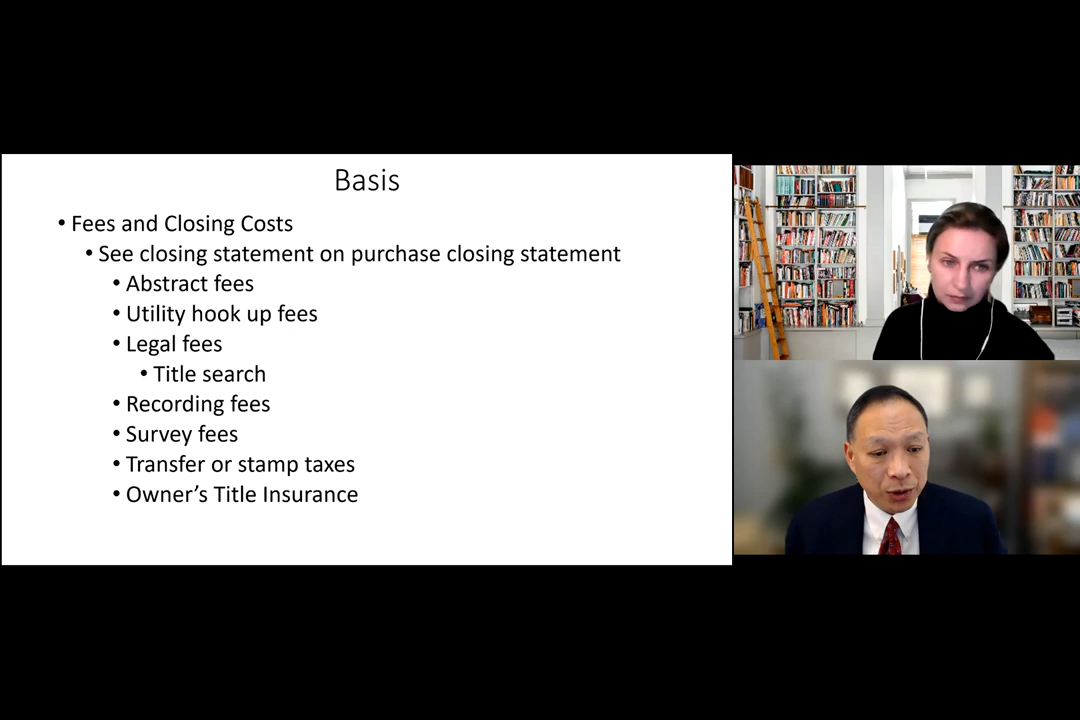 Basis
• Fees and Closing Costs
• See closing statement on purchase closing statement
• Abstract fees
• Utility hook up fees
• Legal fees
• Title search
• Recording fees
• Survey fees
• Transfer or stamp taxes
• Owner’s Title Insurance